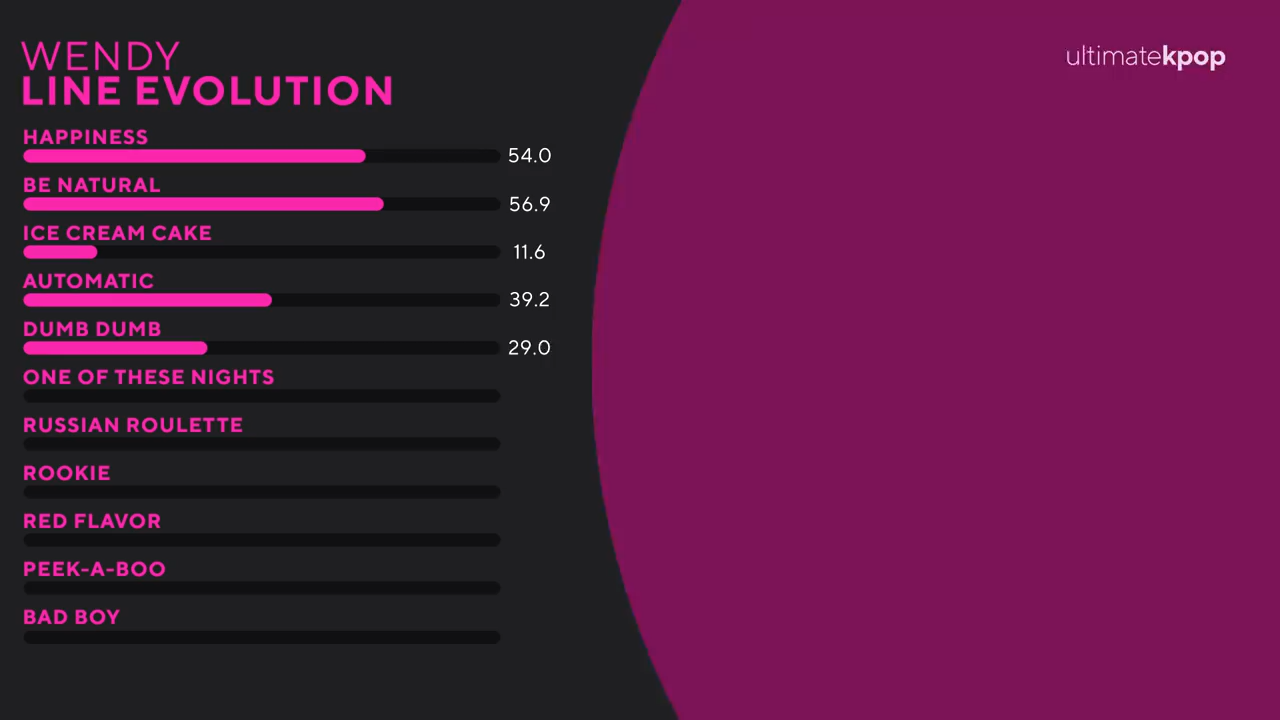 WENDY
LINE EVOLUTION
ultimatekpop
HAPPINESS
54.0
BE NATURAL
56.9
ICE CREAM CAKE
11.6
AUTOMATIC
39.2
DUMB DUMB
29.0
ONE OF THESE NIGHTS
RUSSIAN ROULETTE
ROOKIE
RED FLAVOR
PEEK-A-BOO
BAD BOY